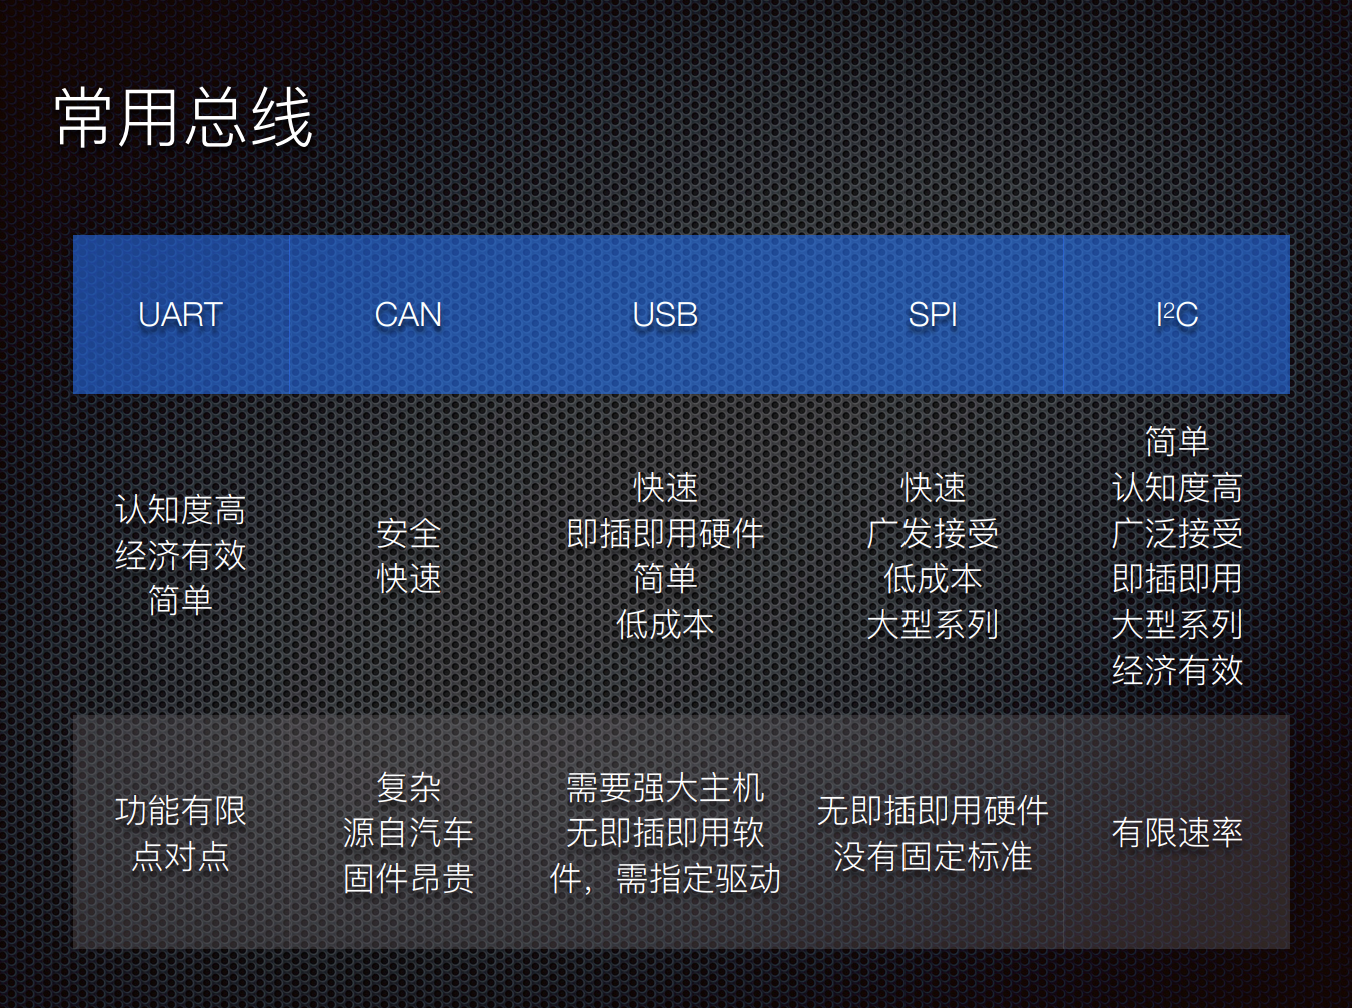 常用总线
UART
CAN
USB
SPI
I²C
认知度高
经济有效
简单
安全
快速
快速
即插即用硬件
简单
低成本
快速
广发接受
低成本
大型系列
简单
认知度高
广泛接受
即插即用
大型系列
经济有效
功能有限
点对点
复杂
源自汽车
固件昂贵
需要强大主机
无即插即用软
件，需指定驱动
无即插即用硬件
没有固定标准
有限速率